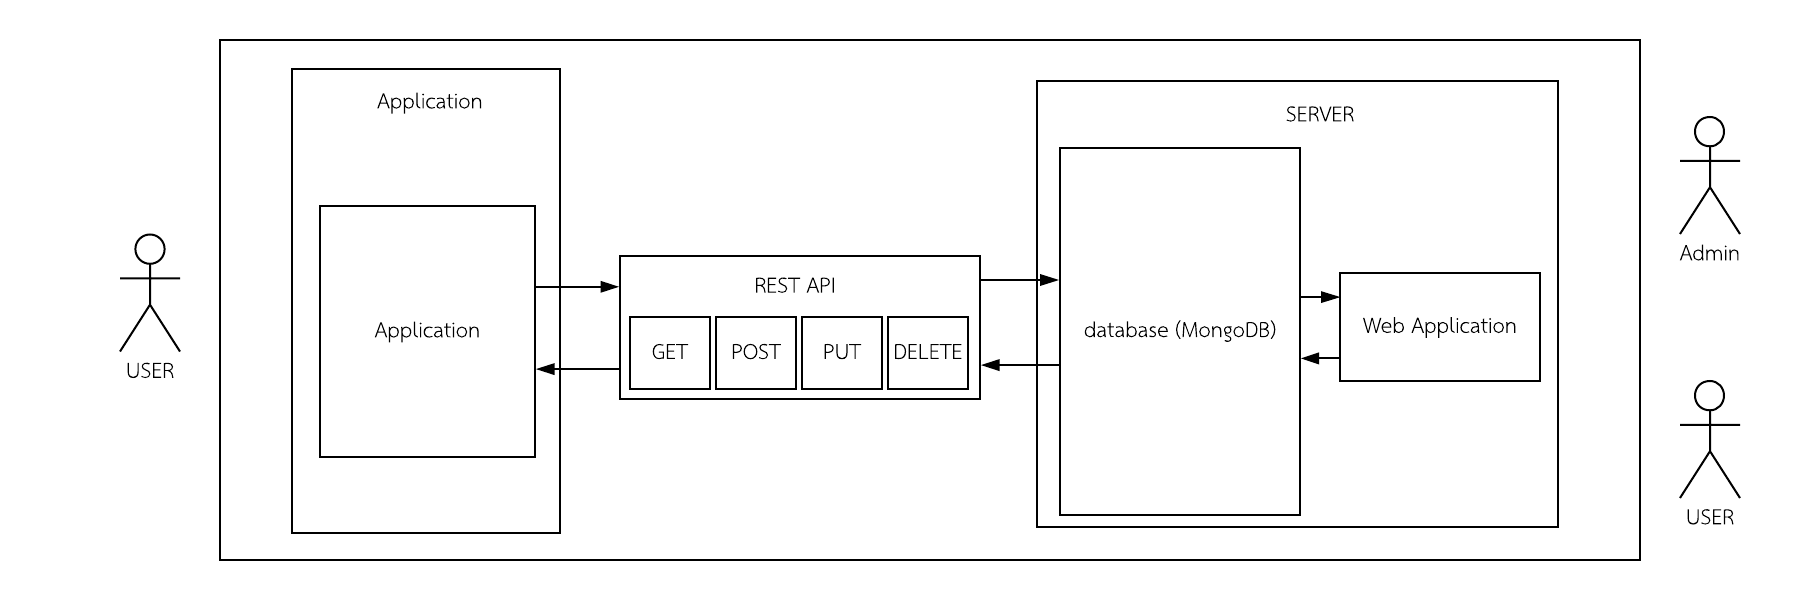 Application
SERVER
Admin
REST API
Application
GET
POST
PUT
DELETE
database (MongoDB)
Web Application
USER
USER